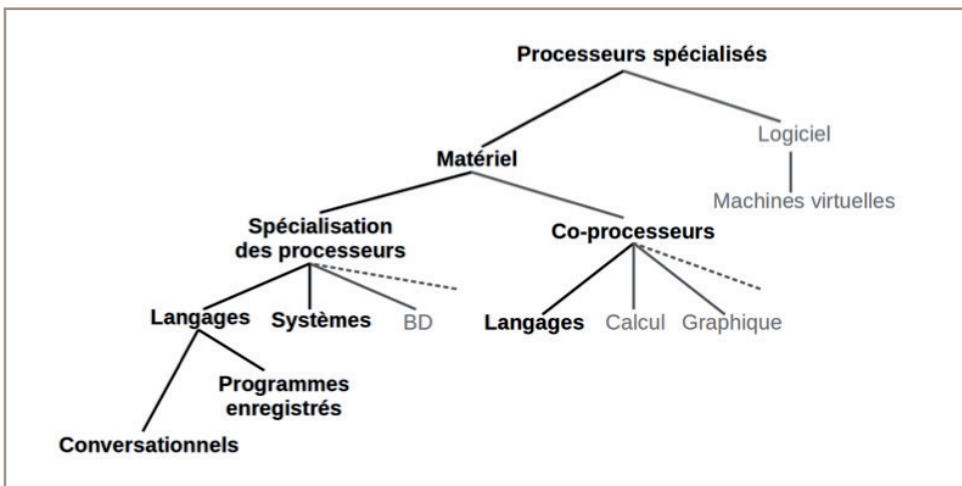 Processeurs spécialisés
Logiciel
Matériel
Machines virtuelles
Spécialisation
des processeurs
Co-processeurs
Langages
Systèmes
BD
Langages
Calcul
Graphique
Programmes
enregistrés
Conversationnels